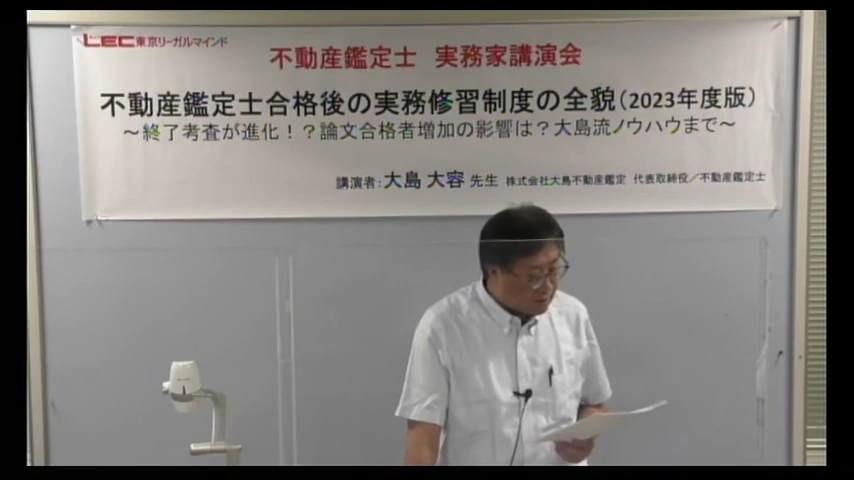 LEC東京リーガルマインド
不動産鑑定士 実務家講演会
不動産鑑定士合格後の実務修習制度の全貌（2023年度版）
～終了考査が進化！？論文合格者増加の影響は？大島流ノウハウまで～
講演者：大島 大容 先生 株式会社大島不動産鑑定 代表取締役／不動産鑑定士